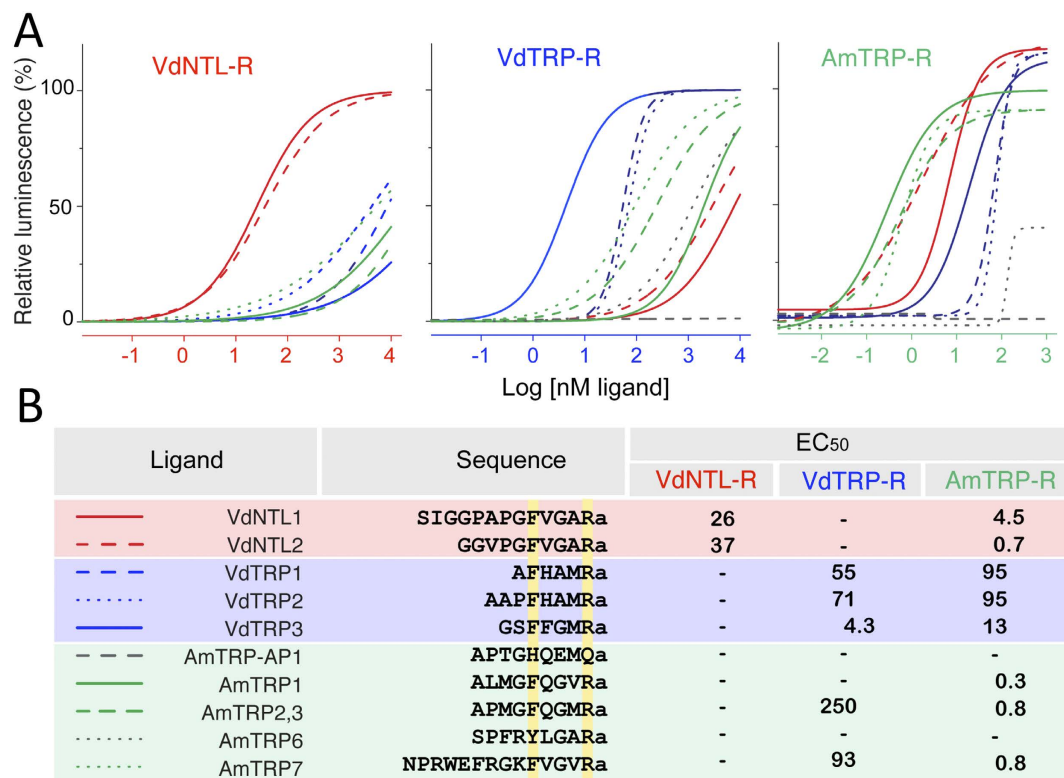 A
VdNTL-R
VdTRP-R
AmTRP-R
Relative luminescence (%)
100
50
0
-1 0 1 2 3 4
-1 0 1 2 3 4
-2 -1 0 1 2 3
Log [nM ligand]
B
Ligand Sequence EC50
VdNTL-R VdTRP-R AmTRP-R
VdNTL1 SIGGPAPGFVGARa 26 - 4.5
VdNTL2 GGVPGFVGARa 37 - 0.7
VdTRP1 AFHAMRa - 55 95
VdTRP2 AAPFHAMRa - 71 95
VdTRP3 GSFFGMRa - 4.3 13
AmTRP-AP1 APTGHQEMQa - - -
AmTRP1 ALMGFQGVRa - - 0.3
AmTRP2,3 APMGFQGMRa - 250 0.8
AmTRP6 SPFRYLGARa - - -
AmTRP7 NPRWEFRGKFVGVRa - 93 0.8